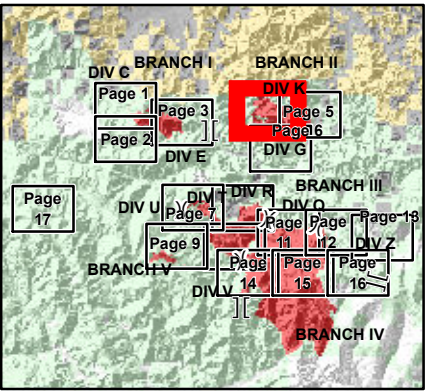 BRANCH I
BRANCH II
DIV C
DIV K
Page 1
Page 3
Page 5
Page 6
Page 2
DIV E
DIV G
BRANCH III
DIV R
Page 17
DIV U
Page 7
DIV O
Page 13
Page 11
Page 12
Page 9
DIV Z
BRANCH V
Page 14
Page 15
Page 16
DIV V
BRANCH IV